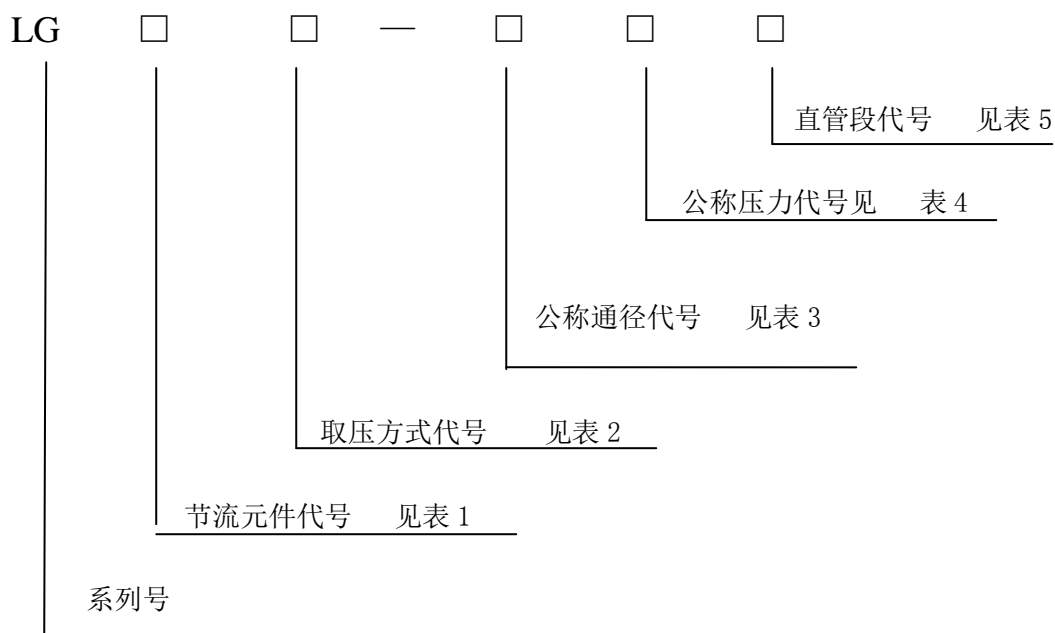 LG □ □ — □ □ □
直管段代号 见表 5
公称压力代号见 表 4
公称通径代号 见表 3
取压方式代号 见表 2
节流元件代号 见表 1
系列号